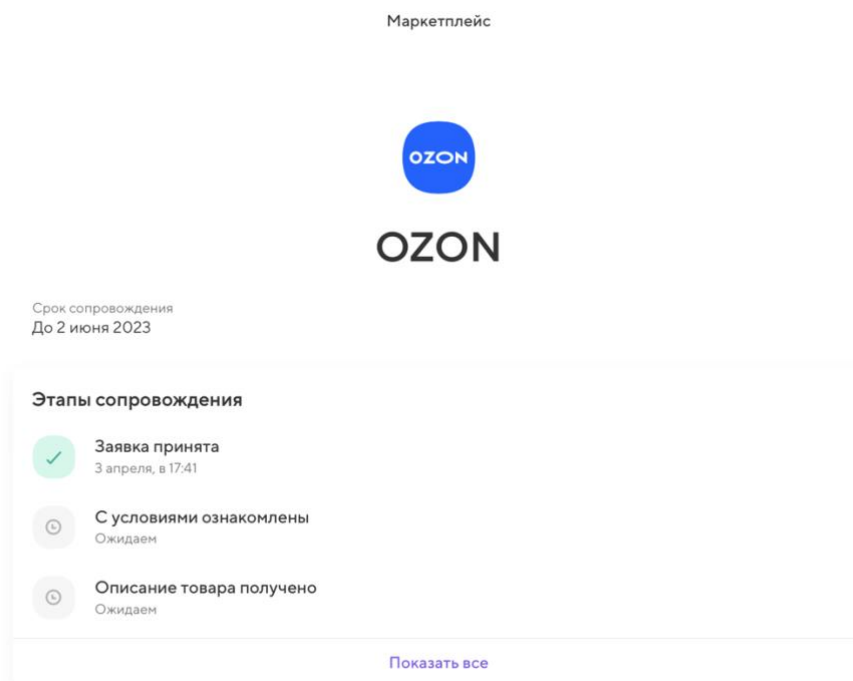 Маркетплейс
OZON
OZON
Срок сопровождения
До 2 июня 2023
Этапы сопровождения
Заявка принята
3 апреля, в 17:41
С условиями ознакомлены
Ожидаем
Описание товара получено
Ожидаем
Показать все